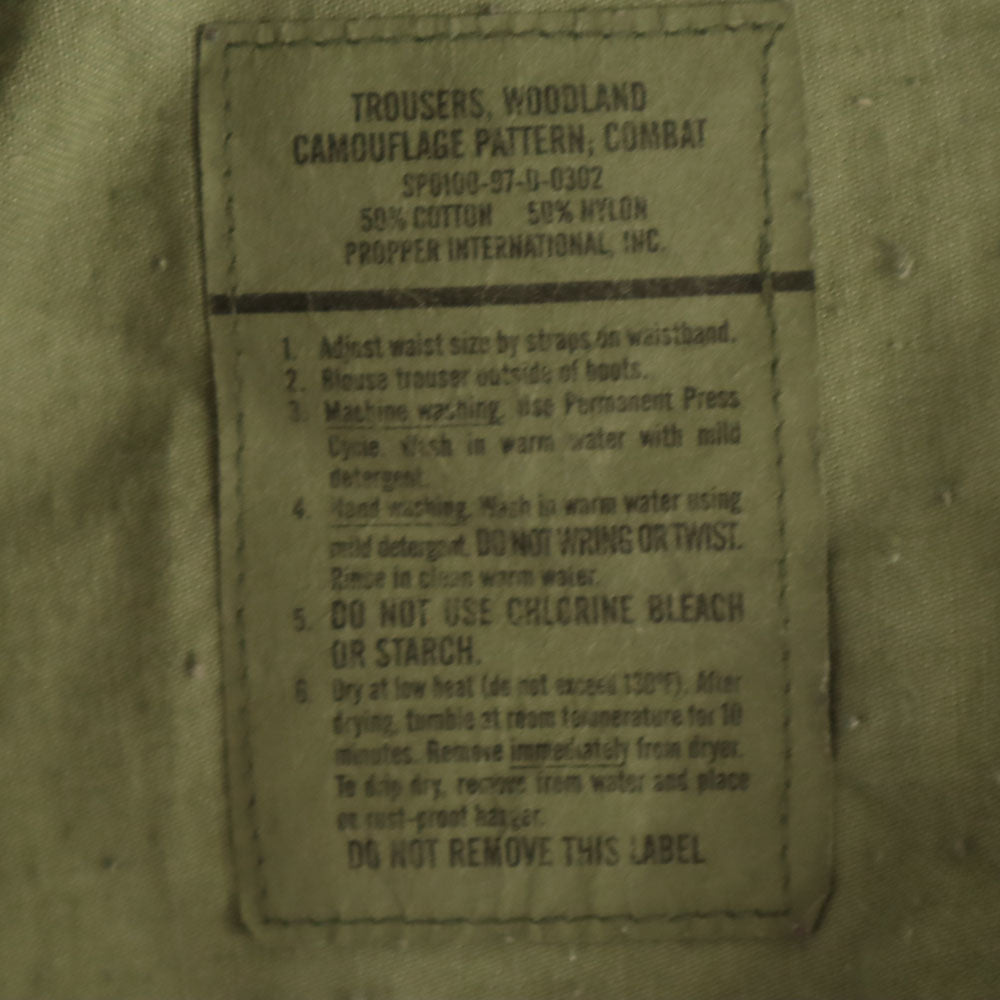 TROUSERS, WOODLAND
CAMOUFLAGE PATTERN; COMBAT
SP0100-97-D-0302
50% COTTON 50% NYLON
PROPPER INTERNATIONAL, INC.
1. Adjust waist size by straps on waistband.
2. Blouse trouser outside of boots.
3. Machine washing. Use Permanent Press
Cycle. Wash in warm water with mild
detergent.
4. Hand washing. Wash in warm water using
mild detergent. DO NOT WRING OR TWIST.
Rinse in clean warm water.
5. DO NOT USE CHLORINE BLEACH
OR STARCH.
6. Dry at low heat (do not exceed 130°F). After
drying, tumble at room temperature for 10
minutes. Remove immediately from dryer.
To drip dry, remove from water and place
on rust-proof hanger.
DO NOT REMOVE THIS LABEL